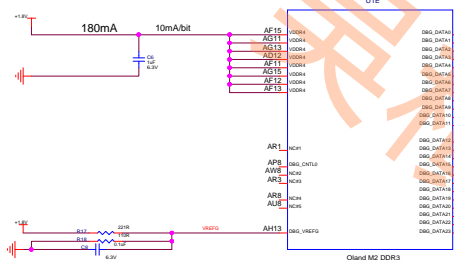 U1E
+1.8V
180mA
10mA/bit
C6
1uF
6.3V
AF15 VDDR4
AG11 VDDR4
AG13 VDDR4
AD12 VDDR4
AF11 VDDR4
AG15 VDDR4
AF12 VDDR4
AF13 VDDR4
DBG_DATA0
DBG_DATA1
DBG_DATA2
DBG_DATA3
DBG_DATA4
DBG_DATA5
DBG_DATA6
DBG_DATA7
DBG_DATA8
DBG_DATA9
DBG_DATA10
DBG_DATA11
DBG_DATA12
DBG_DATA13
DBG_DATA14
DBG_DATA15
DBG_DATA16
DBG_DATA17
DBG_DATA18
DBG_DATA19
DBG_DATA20
DBG_DATA21
DBG_DATA22
DBG_DATA23
AR1 NC#1
AP8 DBG_CNTL0
AW8 NC#2
AR3 NC#3
AR8 NC#4
AU8 NC#5
+1.8V
R17 221R
R18 110R
C8 0.1uF
6.3V
VREFG
AH13 DBG_VREFG
Oland M2 DDR3